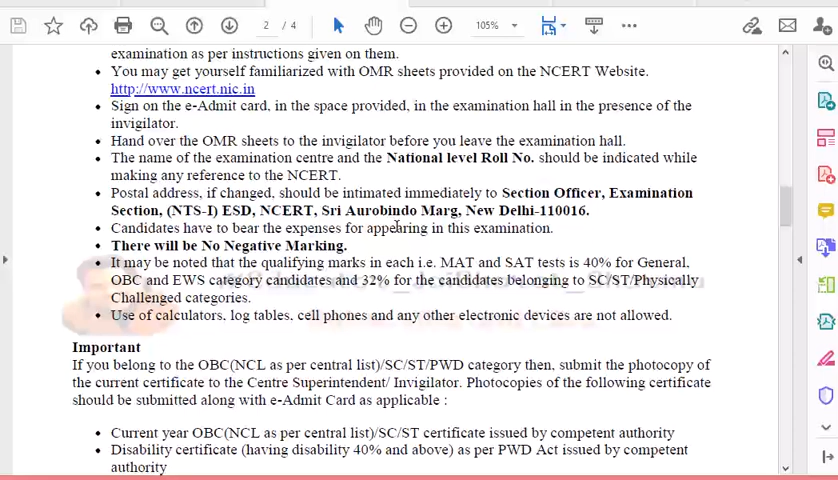 2 / 4
105%
examination as per instructions given on them.
• You may get yourself familiarized with OMR sheets provided on the NCERT Website.
http://www.ncert.nic.in
• Sign on the e-Admit card, in the space provided, in the examination hall in the presence of the
invigilator.
• Hand over the OMR sheets to the invigilator before you leave the examination hall.
• The name of the examination centre and the National level Roll No. should be indicated while
making any reference to the NCERT.
• Postal address, if changed, should be intimated immediately to Section Officer, Examination
Section, (NTS-I) ESD, NCERT, Sri Aurobindo Marg, New Delhi-110016.
• Candidates have to bear the expenses for appearing in this examination.
• There will be No Negative Marking.
• It may be noted that the qualifying marks in each i.e. MAT and SAT tests is 40% for General,
OBC and EWS category candidates and 32% for the candidates belonging to SC/ST/Physically
Challenged categories.
• Use of calculators, log tables, cell phones and any other electronic devices are not allowed.
Important
If you belong to the OBC(NCL as per central list)/SC/ST/PWD category then, submit the photocopy of
the current certificate to the Centre Superintendent/ Invigilator. Photocopies of the following certificate
should be submitted along with e-Admit Card as applicable :
• Current year OBC(NCL as per central list)/SC/ST certificate issued by competent authority
• Disability certificate (having disability 40% and above) as per PWD Act issued by competent
authority